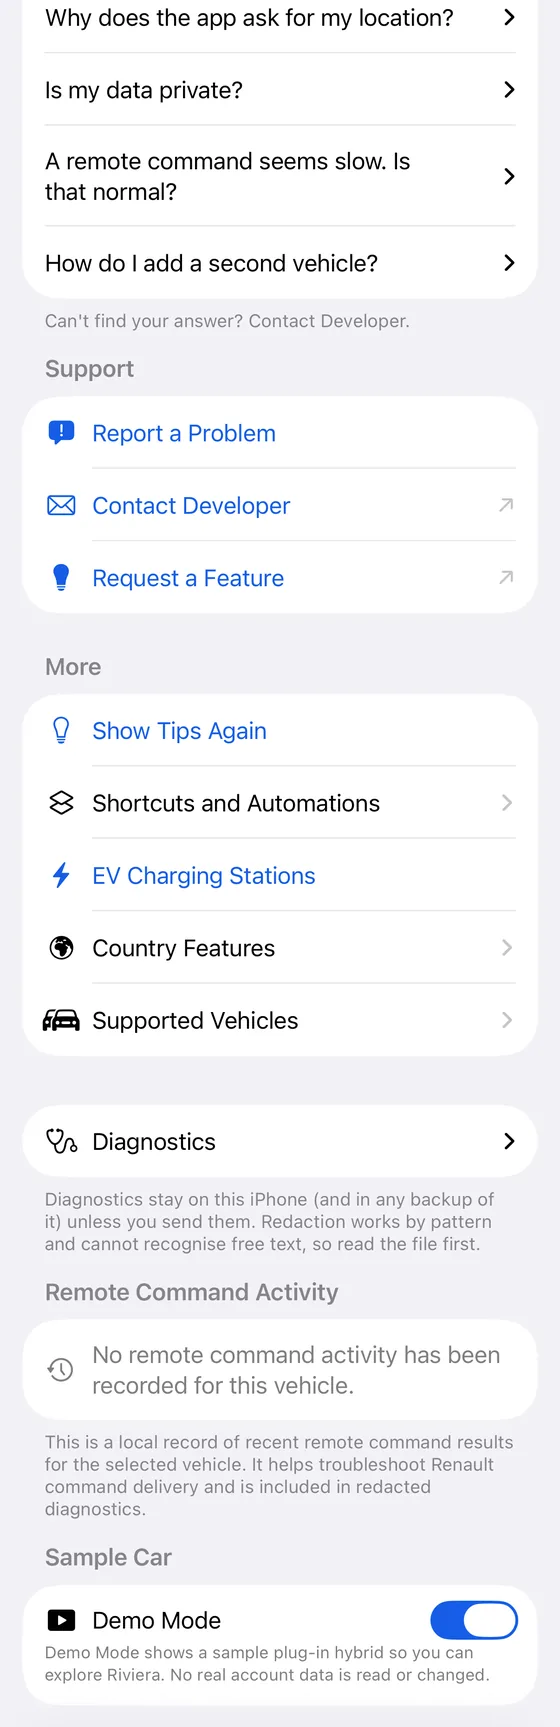 Why does the app ask for my location?
Is my data private?
A remote command seems slow. Is
that normal?
How do I add a second vehicle?
Can't find your answer? Contact Developer.
Support
Report a Problem
Contact Developer
Request a Feature
More
Show Tips Again
Shortcuts and Automations
EV Charging Stations
Country Features
Supported Vehicles
Diagnostics
Diagnostics stay on this iPhone (and in any backup of
it) unless you send them. Redaction works by pattern
and cannot recognise free text, so read the file first.
Remote Command Activity
No remote command activity has been
recorded for this vehicle.
This is a local record of recent remote command results
for the selected vehicle. It helps troubleshoot Renault
command delivery and is included in redacted
diagnostics.
Sample Car
Demo Mode
Demo Mode shows a sample plug-in hybrid so you can
explore Riviera. No real account data is read or changed.